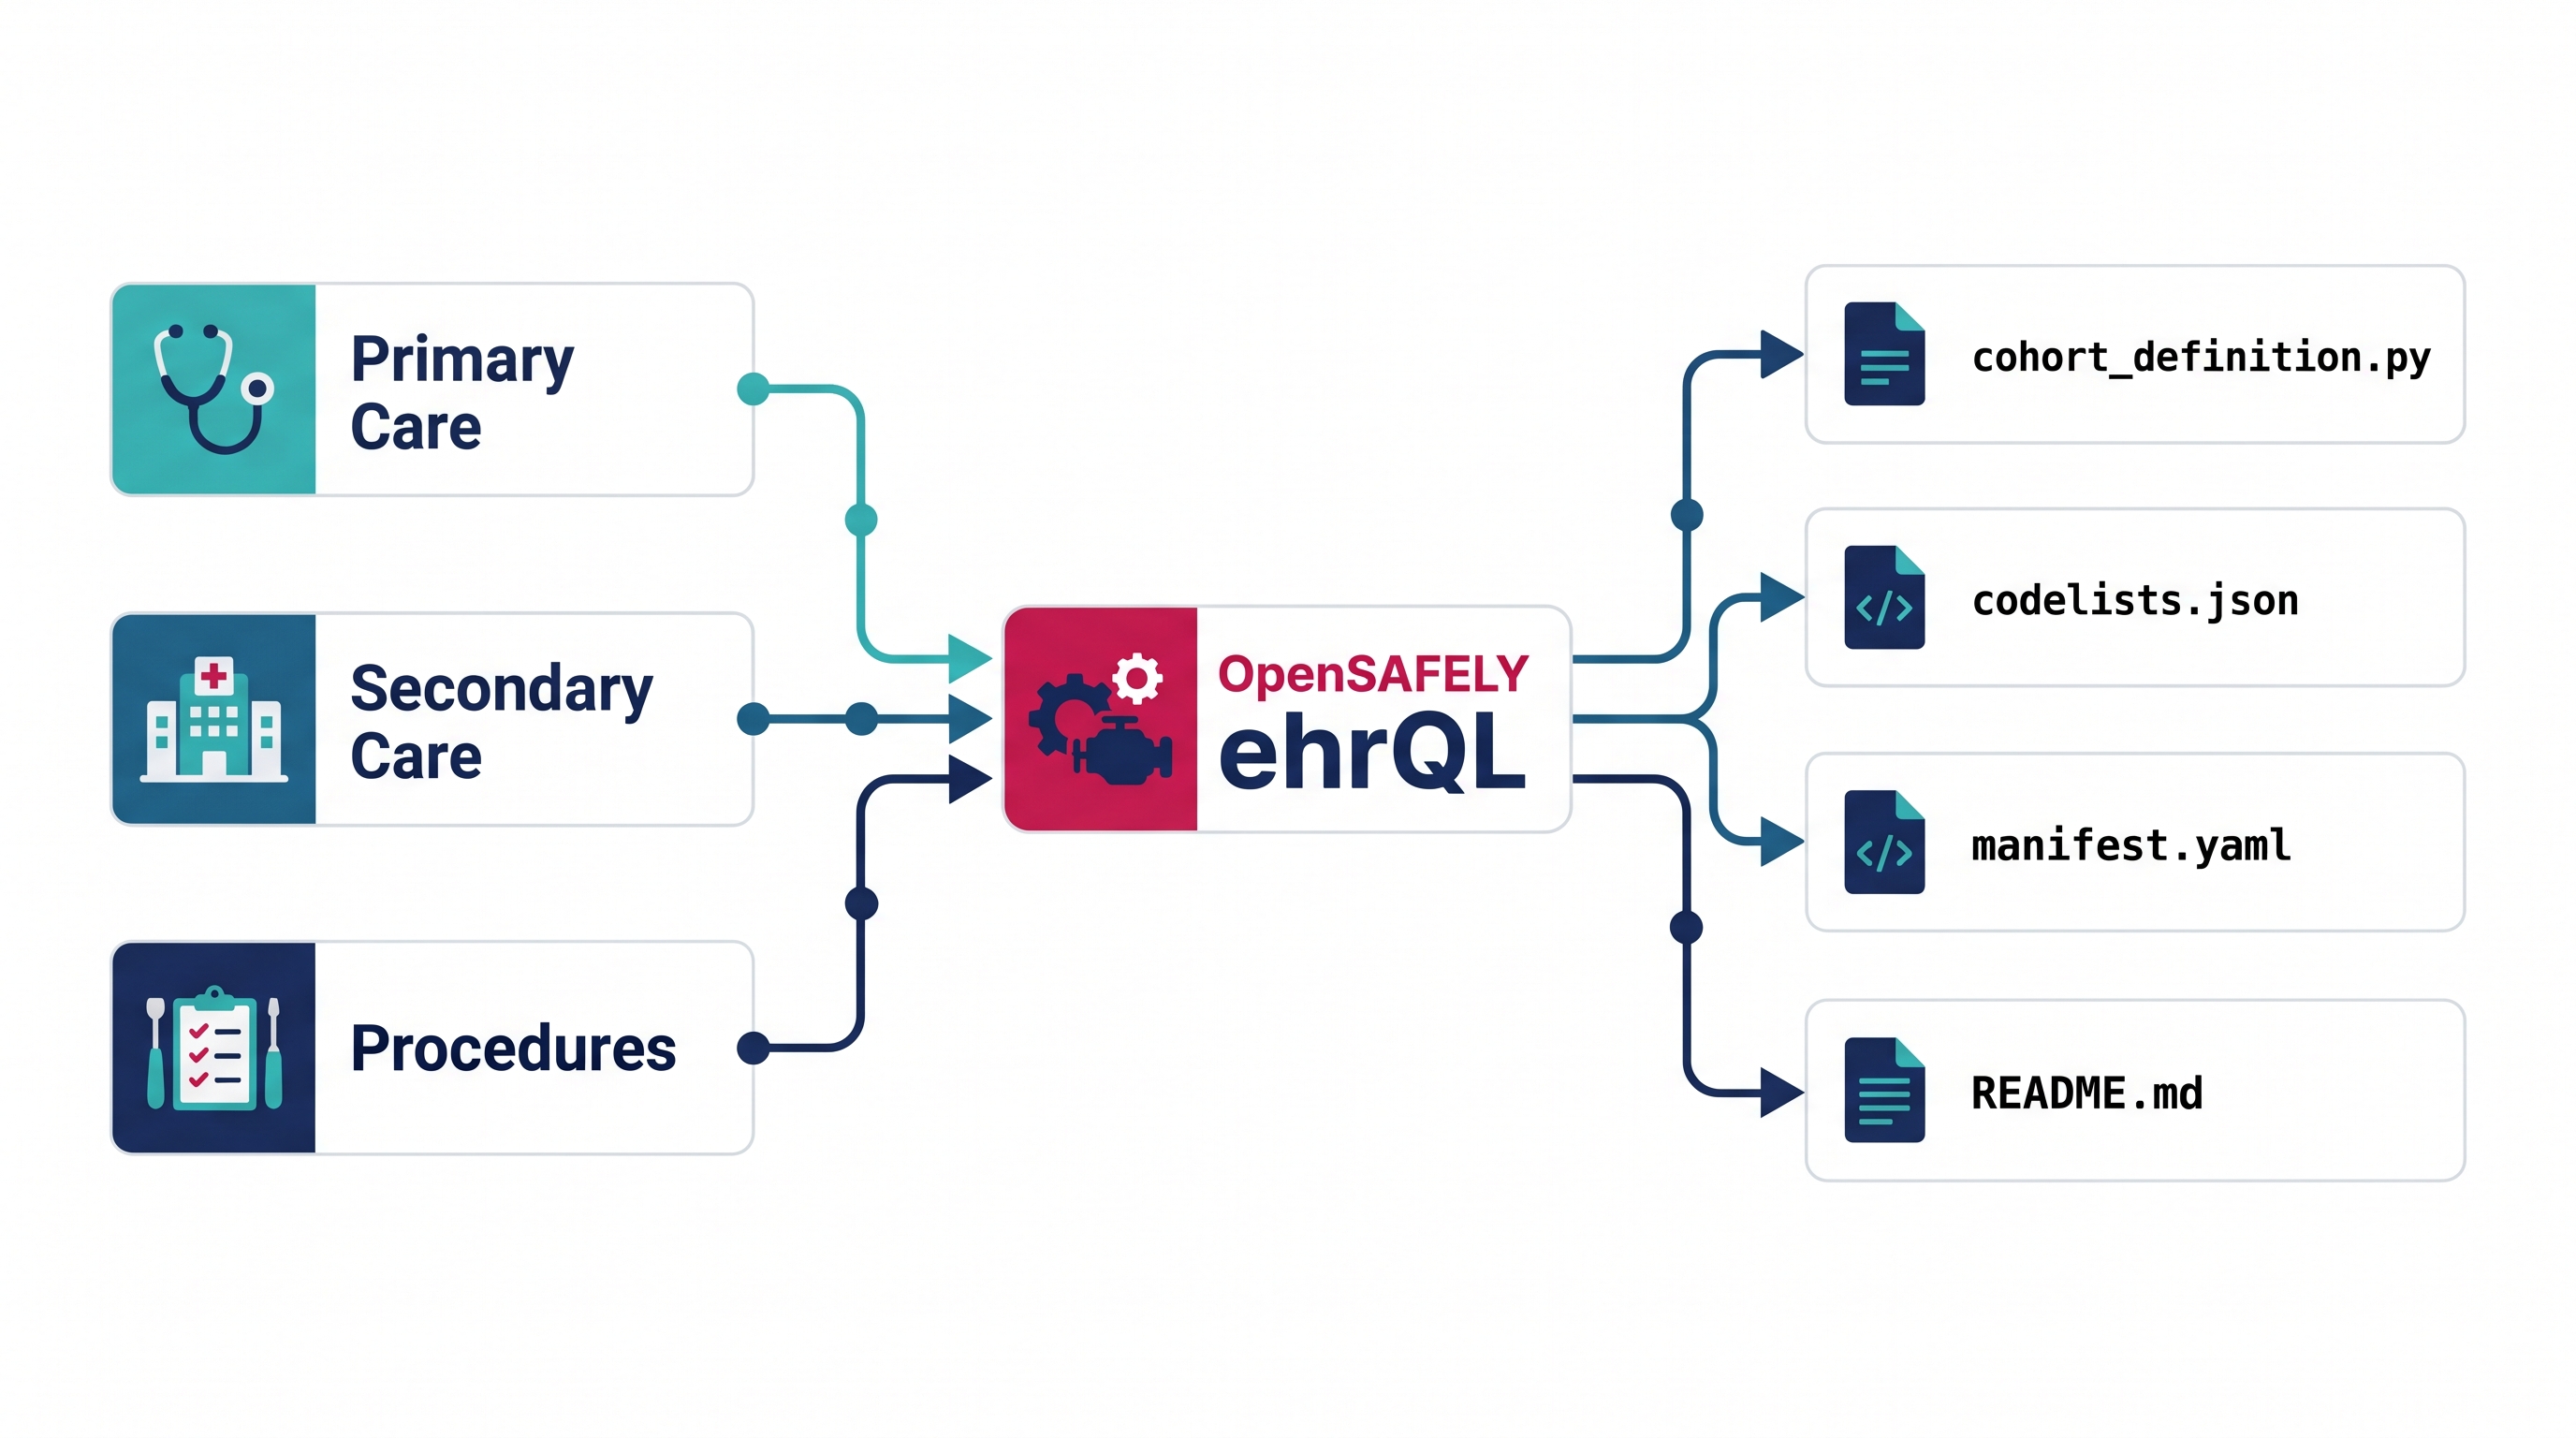 Primary
Care
Secondary
Care
Procedures
OpenSAFELY
ehrQL
cohort_definition.py
codelists.json
manifest.yaml
README.md